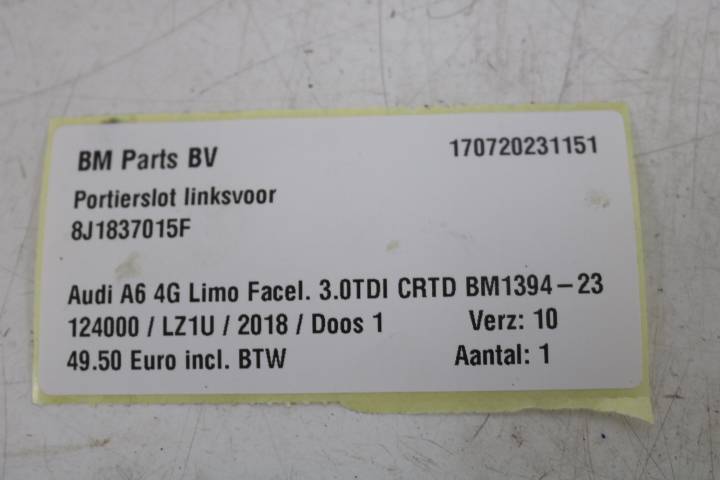 BM Parts BV 170720231151
Portierslot linksvoor
8J1837015F
Audi A6 4G Limo Facel. 3.0TDI CRTD BM1394-23
124000 / LZ1U / 2018 / Doos 1 Verz: 10
49.50 Euro incl. BTW Aantal: 1